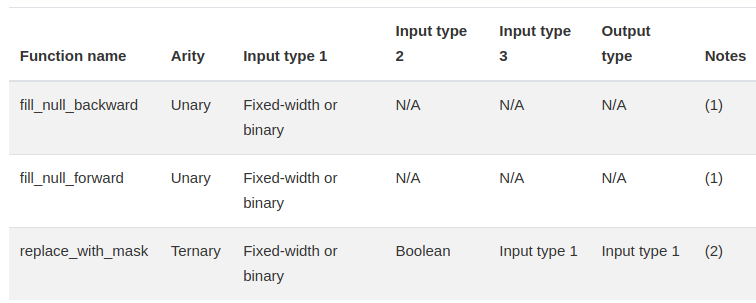 Function name Arity Input type 1 Input type 2 Input type 3 Output type Notes
fill_null_backward Unary Fixed-width or binary N/A N/A N/A (1)
fill_null_forward Unary Fixed-width or binary N/A N/A N/A (1)
replace_with_mask Ternary Fixed-width or binary Boolean Input type 1 Input type 1 (2)